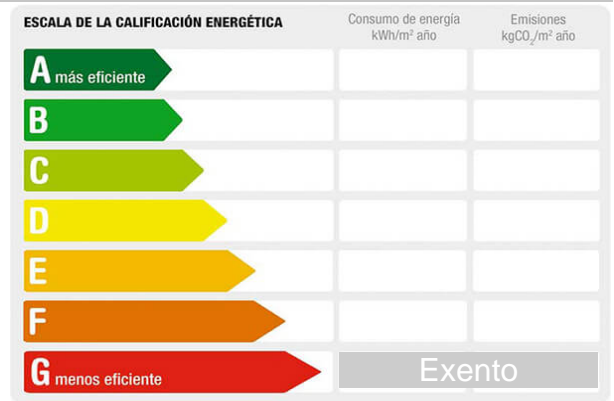 ESCALA DE LA CALIFICACIÓN ENERGÉTICA
Consumo de energía
kWh/m² año
Emisiones
kgCO₂/m² año
A más eficiente
B
C
D
E
F
G menos eficiente
Exento